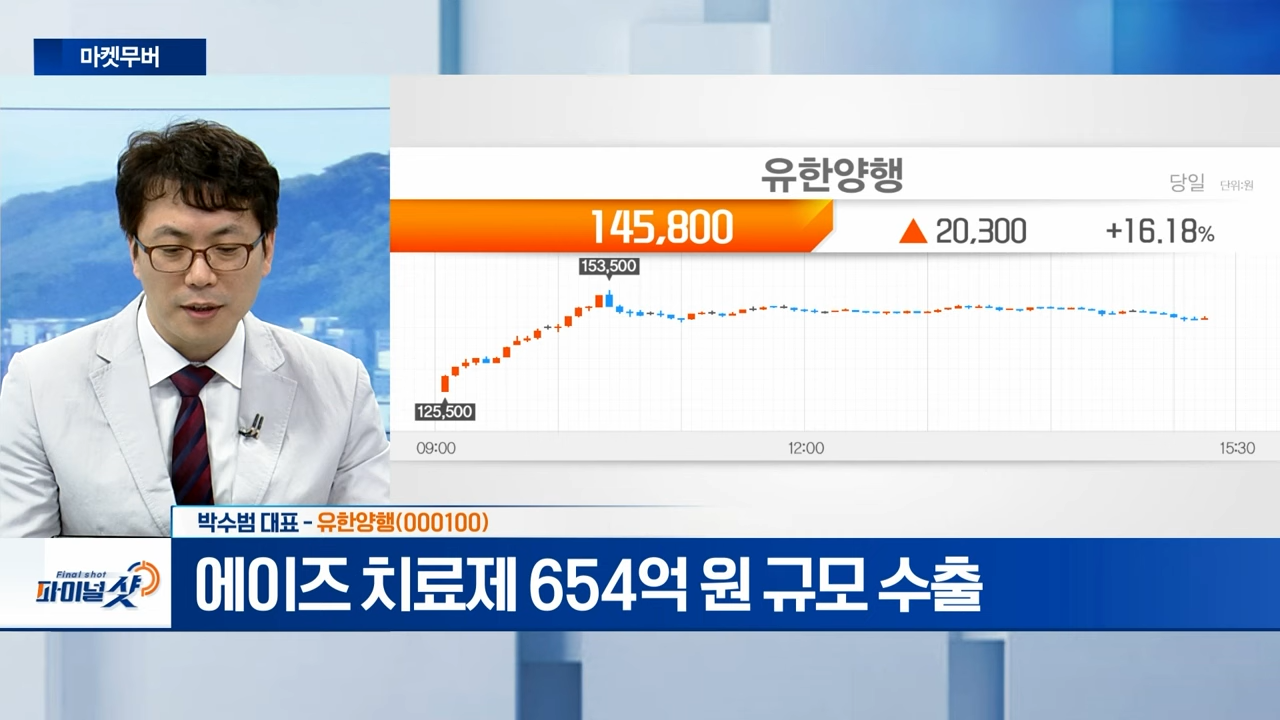 마켓무버
유한양행
당일 단위:원
145,800 ▲ 20,300 +16.18%
153,500
125,500
09:00 12:00 15:30
박수범 대표 - 유한양행(000100)
Final shot
파이널샷
에이즈 치료제 654억 원 규모 수출